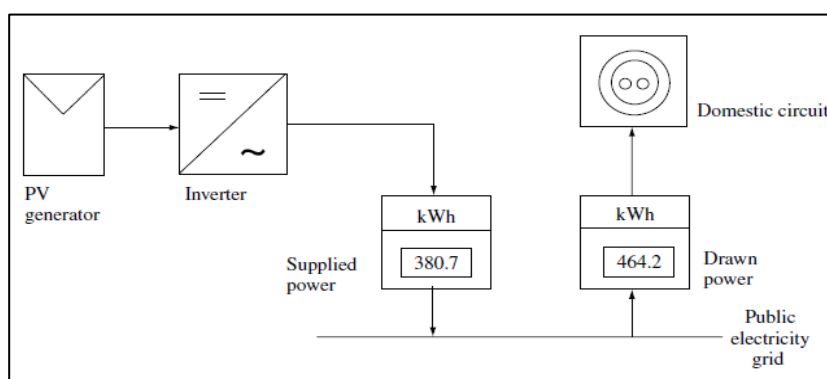 PV
generator
Inverter
kWh
380.7
Supplied
power
Domestic circuit
kWh
464.2
Drawn
power
Public
electricity
grid